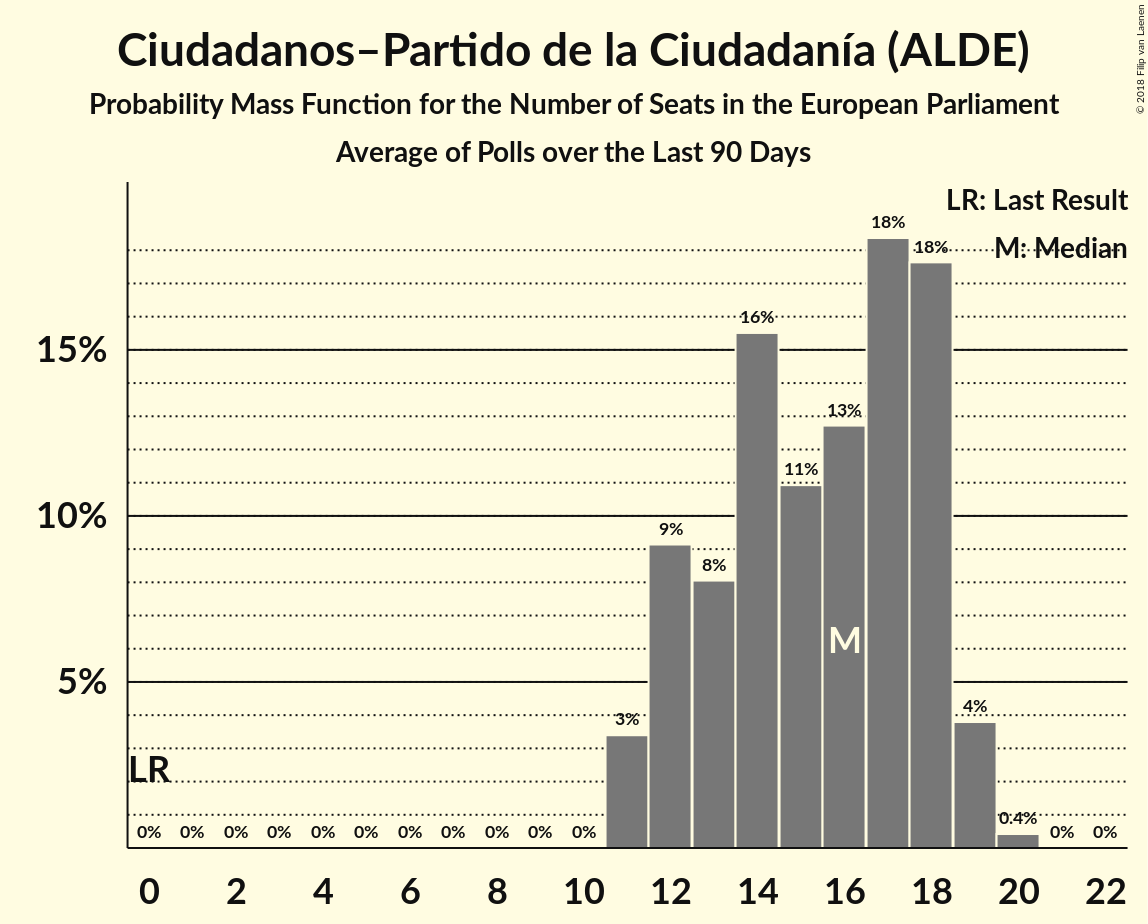 Ciudadanos–Partido de la Ciudadanía (ALDE)
Probability Mass Function for the Number of Seats in the European Parliament
Average of Polls over the Last 90 Days
© 2018 Filip van Laenen
LR: Last Result
M: Median
18%
18%
16%
15%
13%
11%
10%
9%
8%
M
5%
4%
3%
LR
0.4%
0% 0% 0% 0% 0% 0% 0% 0% 0% 0% 0% 0% 0%
0 2 4 6 8 10 12 14 16 18 20 22